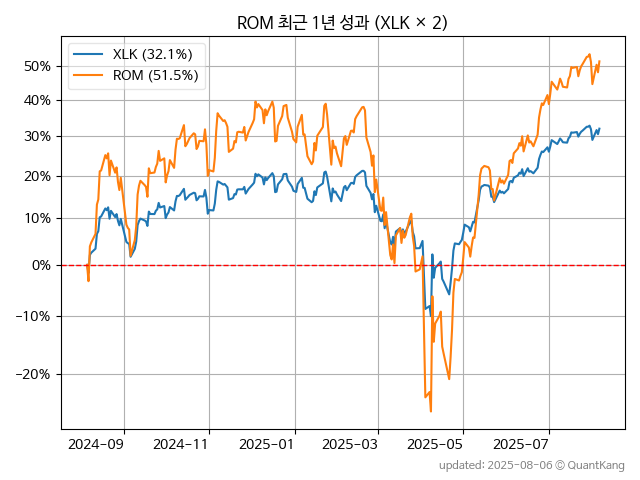 ROM 최근 1년 성과 (XLK × 2)
XLK (32.1%)
ROM (51.5%)
50%
40%
30%
20%
10%
0%
−10%
−20%
2024−09 2024−11 2025−01 2025−03 2025−05 2025−07
updated: 2025−08−06 © QuantKang